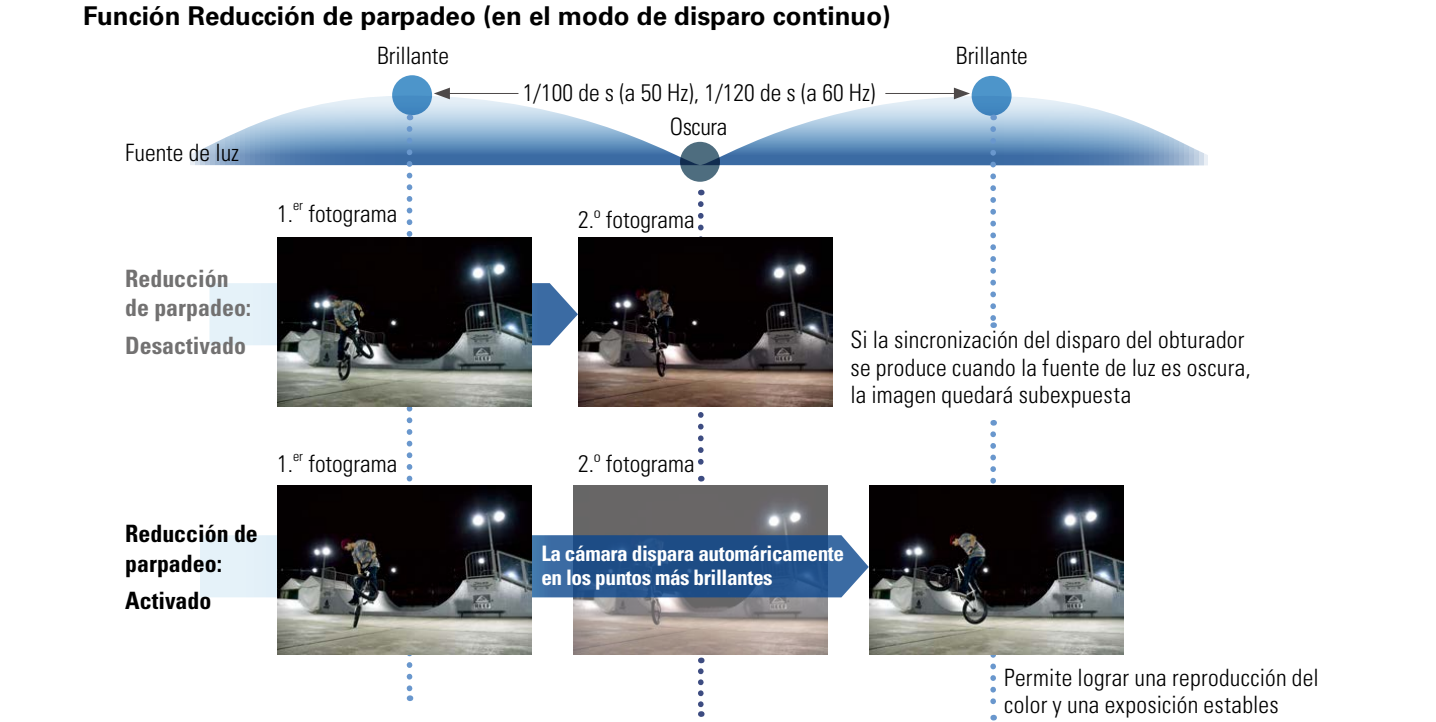 Función Reducción de parpadeo (en el modo de disparo continuo)
Brillante
Brillante
1/100 de s (a 50 Hz), 1/120 de s (a 60 Hz)
Oscura
Fuente de luz
1.er fotograma
2.º fotograma
Reducción
de parpadeo:
Desactivado
Si la sincronización del disparo del obturador
se produce cuando la fuente de luz es oscura,
la imagen quedará subexpuesta
1.er fotograma
2.º fotograma
Reducción de
parpadeo:
Activado
La cámara dispara automáricamente
en los puntos más brillantes
Permite lograr una reproducción del
color y una exposición estables